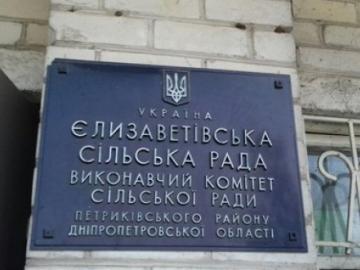 УКРАЇНА
ЄЛИЗАВЕТІВСЬКА
СІЛЬСЬКА РАДА
ВИКОНАВЧИЙ КОМІТЕТ
СІЛЬСЬКОЇ РАДИ
ПЕТРИКІВСЬКОГО РАЙОНУ
ДНІПРОПЕТРОВСЬКОЇ ОБЛАСТІ